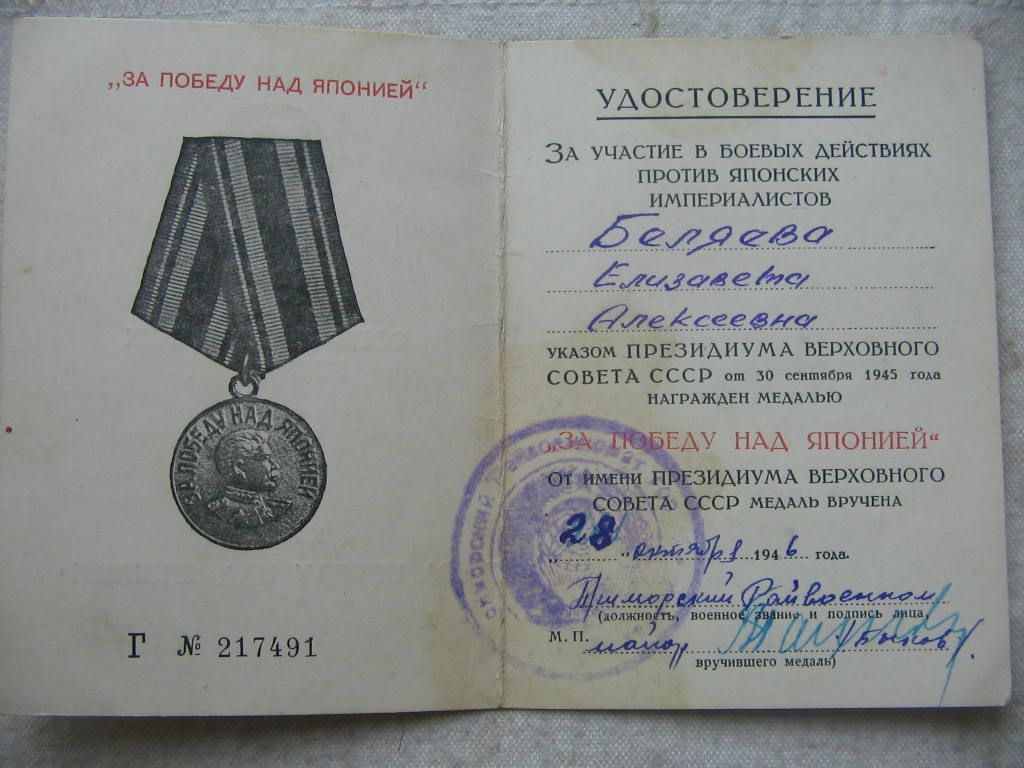 „ЗА ПОБЕДУ НАД ЯПОНИЕЙ“
ЗА ПОБЕДУ НАД ЯПОНИЕЙ
Г № 217491
УДОСТОВЕРЕНИЕ
ЗА УЧАСТИЕ В БОЕВЫХ ДЕЙСТВИЯХ
ПРОТИВ ЯПОНСКИХ
ИМПЕРИАЛИСТОВ
Беляева
Елизавета
Алексеевна
УКАЗОМ ПРЕЗИДИУМА ВЕРХОВНОГО
СОВЕТА СССР от 30 сентября 1945 года
НАГРАЖДЕН МЕДАЛЬЮ
„ЗА ПОБЕДУ НАД ЯПОНИЕЙ“
ОТ ИМЕНИ ПРЕЗИДИУМА ВЕРХОВНОГО
СОВЕТА СССР МЕДАЛЬ ВРУЧЕНА
„28“ октября 1946 года.
Приморский Райвоенком
(должность, военное звание и подпись лица,
М. П. майор /Быков/.
вручившего медаль)